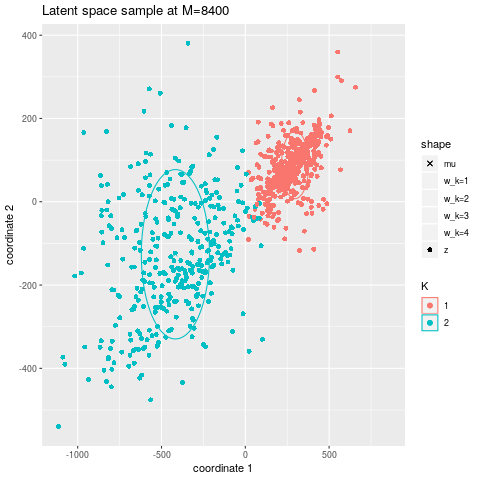 Latent space sample at M=8400
400
200
0
-200
-400
-1000
-500
0
500
coordinate 1
coordinate 2
shape
mu
w_k=1
w_k=2
w_k=3
w_k=4
z
K
1
2